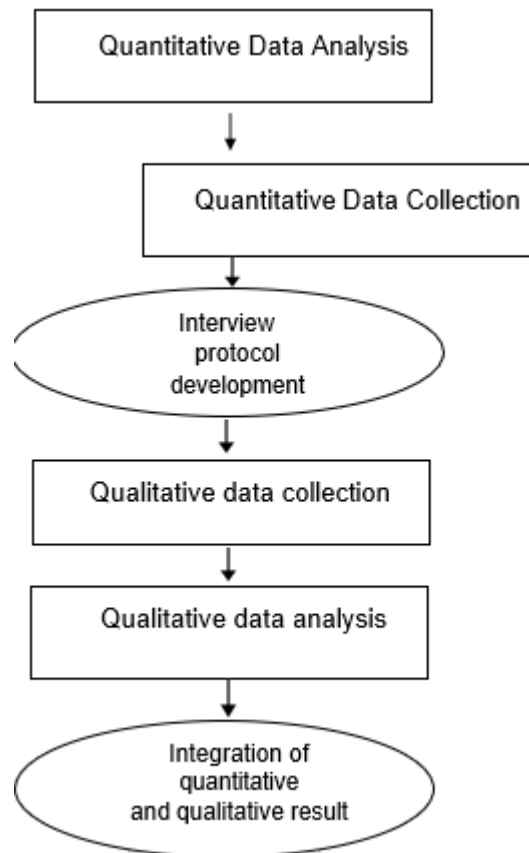 Quantitative Data Analysis
Quantitative Data Collection
Interview
protocol
development
Qualitative data collection
Qualitative data analysis
Integration of
quantitative
and qualitative result